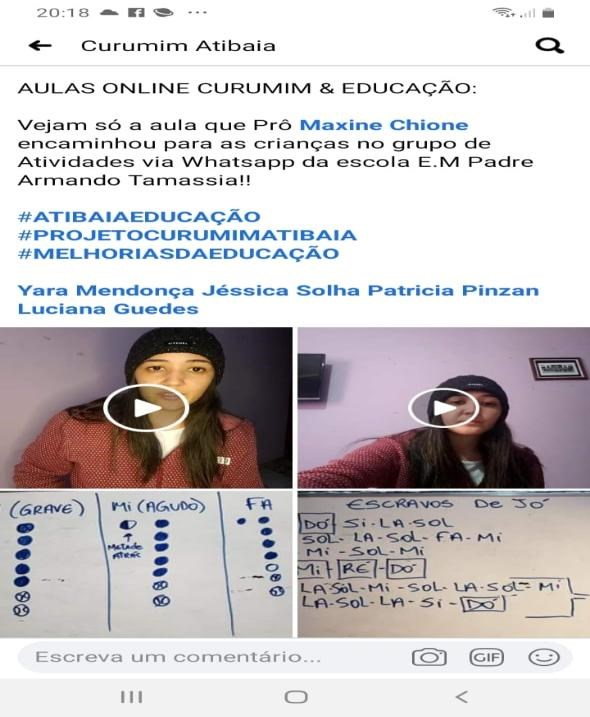 20:18
Curumim Atibaia
AULAS ONLINE CURUMIM & EDUCAÇÃO:
Vejam só a aula que Prô Maxine Chione
encaminhou para as crianças no grupo de
Atividades via Whatsapp da escola E.M Padre
Armando Tamassia!!
#ATIBAIAEDUCAÇÃO
#PROJETOCURUMIMATIBAIA
#MELHORIASDAEDUCAÇÃO
Yara Mendonça Jéssica Solha Patricia Pinzan
Luciana Guedes
(GRAVE) Mi (AGUDO) FA
METADE
ATRÁS
ESCRAVOS De JÓ
DÓ Si-LA-SOL
SOL-LA-SOL-FA-Mi
Mi-SOL-Mi
Mi-RÉ-DÓ
LA-SOL-Mi-SOL-LA-SOL-Mi
LA-SOL-LA-Si-DÓ
Escreva um comentário...
GIF